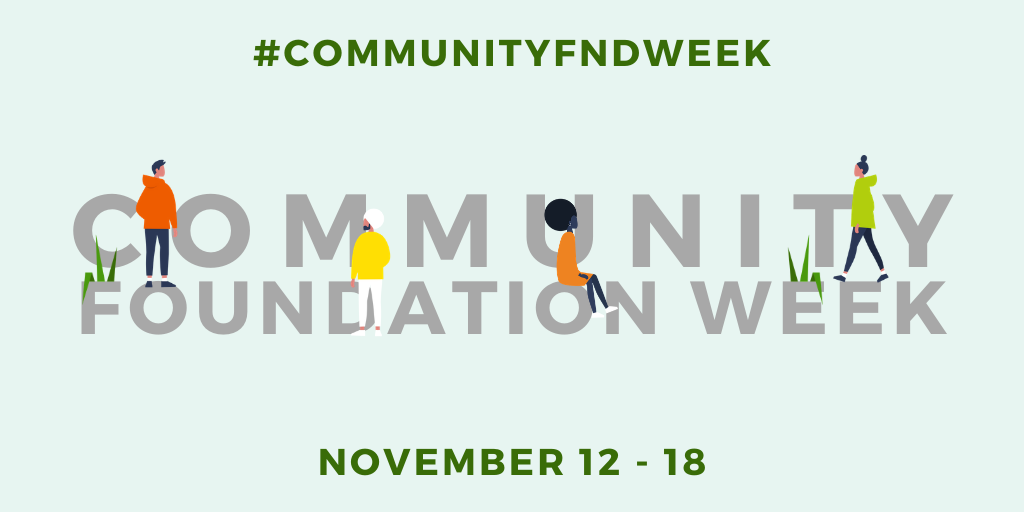 #COMMUNITYFNDWEEK
COMMUNITY
FOUNDATION WEEK
NOVEMBER 12 - 18